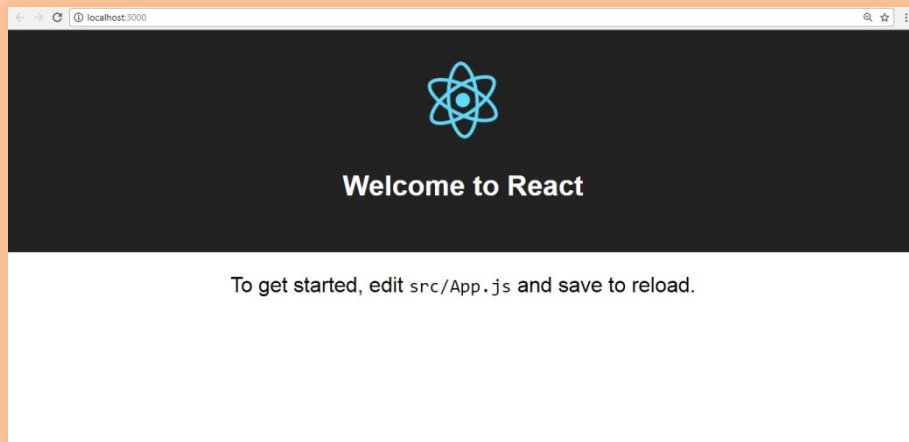 localhost:3000
Welcome to React
To get started, edit src/App.js and save to reload.